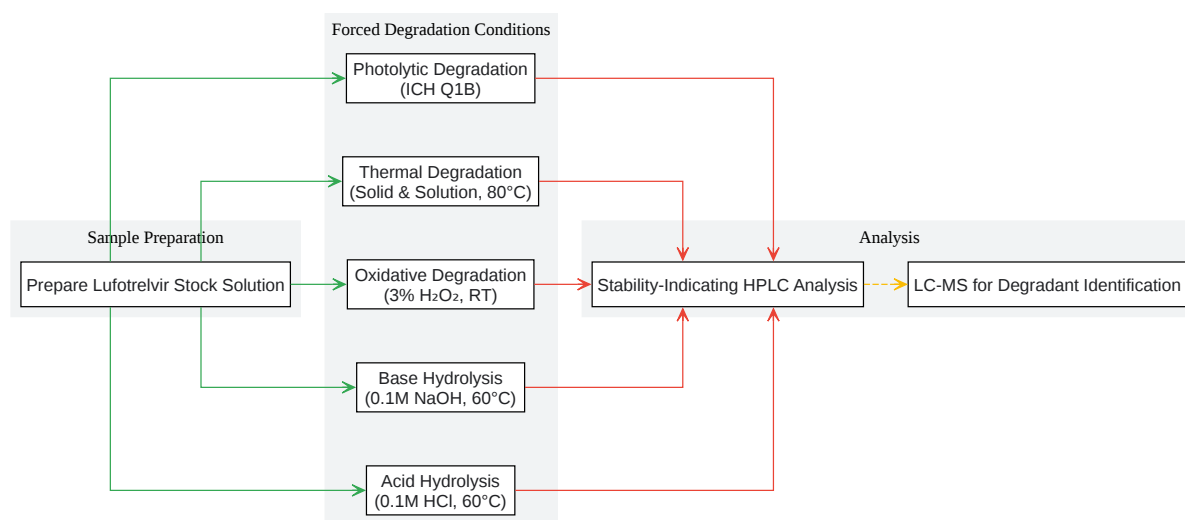 Forced Degradation Conditions
Photolytic Degradation
(ICH Q1B)
Thermal Degradation
(Solid & Solution, 80°C)
Sample Preparation
Analysis
Prepare Lufotrelvir Stock Solution
Oxidative Degradation
(3% H₂O₂, RT)
Stability-Indicating HPLC Analysis
LC-MS for Degradant Identification
Base Hydrolysis
(0.1M NaOH, 60°C)
Acid Hydrolysis
(0.1M HCl, 60°C)